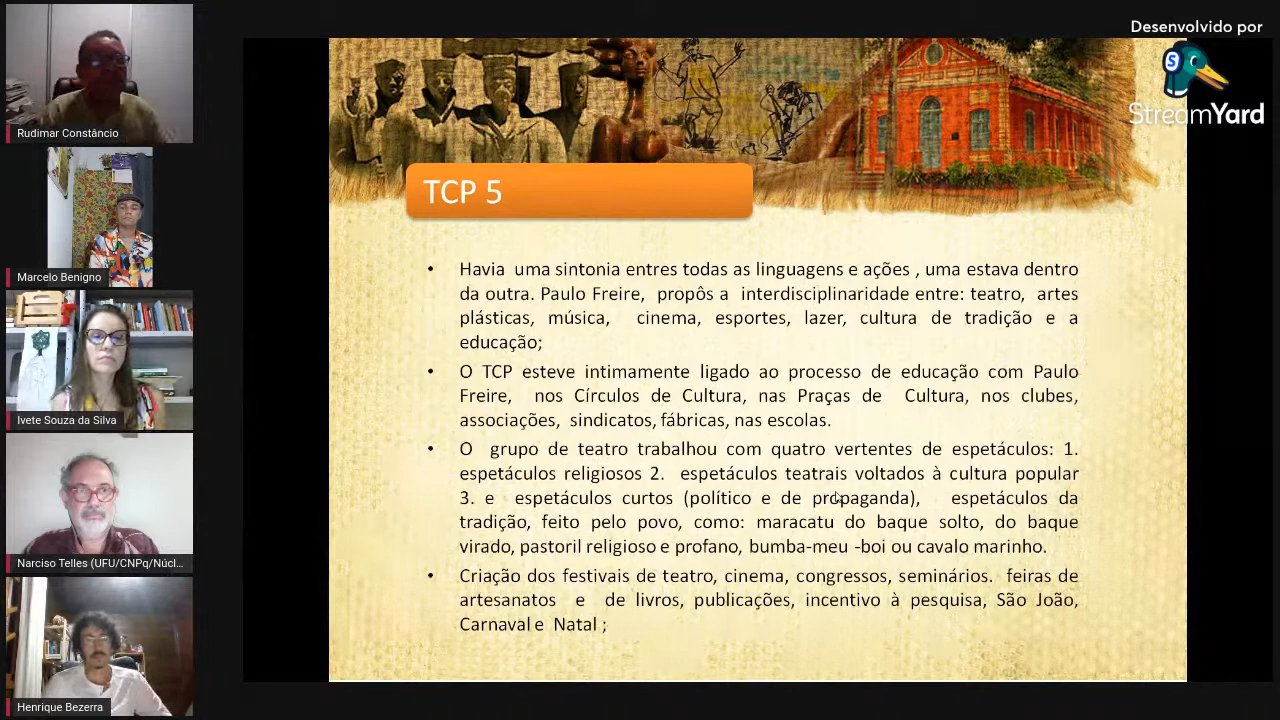 Desenvolvido por
StreamYard
Rudimar Constâncio
Marcelo Benigno
Ivete Souza da Silva
Narciso Telles (UFU/CNPq/Núcl...
Henrique Bezerra
TCP 5
• Havia uma sintonia entres todas as linguagens e ações , uma estava dentro
da outra. Paulo Freire, propôs a interdisciplinaridade entre: teatro, artes
plásticas, música, cinema, esportes, lazer, cultura de tradição e a
educação;
• O TCP esteve intimamente ligado ao processo de educação com Paulo
Freire, nos Círculos de Cultura, nas Praças de Cultura, nos clubes,
associações, sindicatos, fábricas, nas escolas.
• O grupo de teatro trabalhou com quatro vertentes de espetáculos: 1.
espetáculos religiosos 2. espetáculos teatrais voltados à cultura popular
3. e espetáculos curtos (político e de propaganda), espetáculos da
tradição, feito pelo povo, como: maracatu do baque solto, do baque
virado, pastoril religioso e profano, bumba-meu -boi ou cavalo marinho.
• Criação dos festivais de teatro, cinema, congressos, seminários. feiras de
artesanatos e de livros, publicações, incentivo à pesquisa, São João,
Carnaval e Natal ;